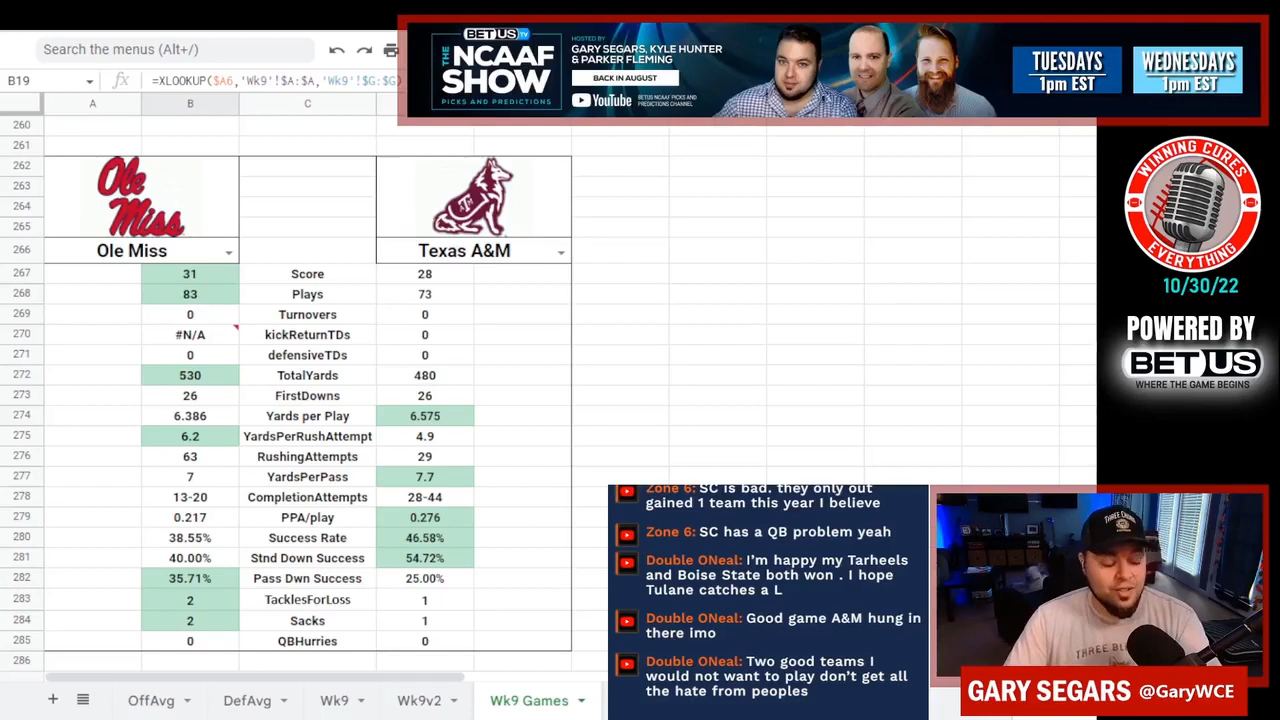 Search the menus (Alt+/)
B19
fx
=XLOOKUP($A6,'Wk9'!$A:$A,'Wk9'!$G:$G)
BETUS TV
THE NCAAF SHOW
PICKS AND PREDICTIONS
HOSTED BY
GARY SEGARS, KYLE HUNTER
& PARKER FLEMING
BACK IN AUGUST
YouTube
BETUS NCAAF PICKS AND
PREDICTIONS CHANNEL
TUESDAYS
1pm EST
WEDNESDAYS
1pm EST
A B C
260
261
262
263
264
265
Ole
Miss
ATM
266 Ole Miss Texas A&M
267 31 Score 28
268 83 Plays 73
269 0 Turnovers 0
270 #N/A kickReturnTDs 0
271 0 defensiveTDs 0
272 530 TotalYards 480
273 26 FirstDowns 26
274 6.386 Yards per Play 6.575
275 6.2 YardsPerRushAttempt 4.9
276 63 RushingAttempts 29
277 7 YardsPerPass 7.7
278 13-20 CompletionAttempts 28-44
279 0.217 PPA/play 0.276
280 38.55% Success Rate 46.58%
281 40.00% Stnd Down Success 54.72%
282 35.71% Pass Dwn Success 25.00%
283 2 TacklesForLoss 1
284 2 Sacks 1
285 0 QBHurries 0
286
OffAvg DefAvg Wk9 Wk9v2 Wk9 Games
WINNING CURES
EVERYTHING
10/30/22
POWERED BY
BETUS
WHERE THE GAME BEGINS
Zone 6: SC is bad. they only out
gained 1 team this year I believe
Zone 6: SC has a QB problem yeah
Double ONeal: I'm happy my Tarheels
and Boise State both won . I hope
Tulane catches a L
Double ONeal: Good game A&M hung in
there imo
Double ONeal: Two good teams I
would not want to play don't get all
the hate from peoples
THREE
THREE
GARY SEGARS @GaryWCE